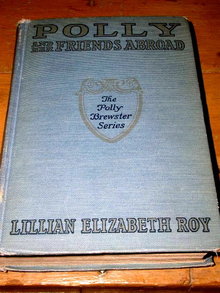 POLLY
AND HER FRIENDS ABROAD
The
Polly
Brewster
Series
LILLIAN ELIZABETH ROY